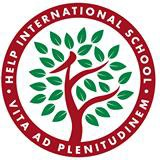 · HELP INTERNATIONAL SCHOOL ·
VITA AD PLENITUDINEM